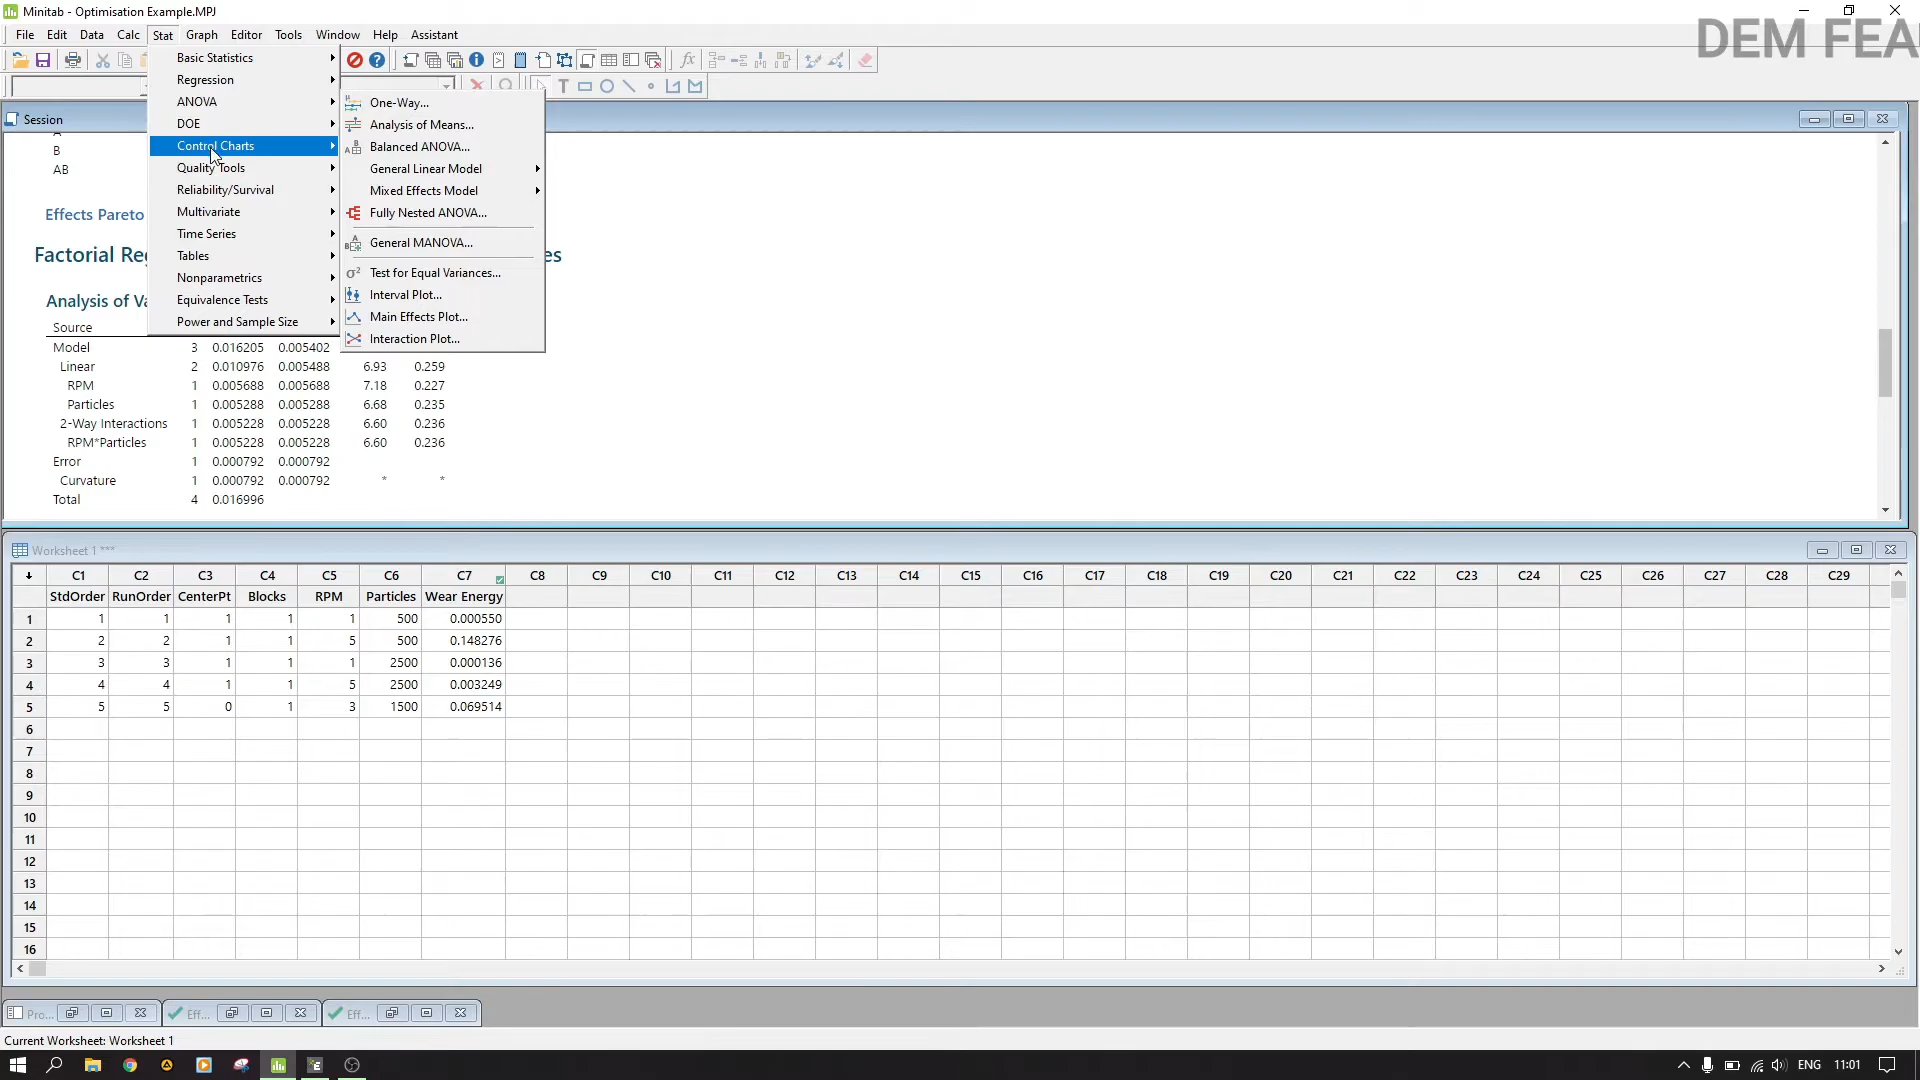 Minitab - Optimisation Example.MPJ
DEM FEA
File Edit Data Calc Stat Graph Editor Tools Window Help Assistant
Basic Statistics
Regression
ANOVA
DOE
Control Charts
Quality Tools
Reliability/Survival
Multivariate
Time Series
Tables
Nonparametrics
Equivalence Tests
Power and Sample Size
One-Way...
Analysis of Means...
Balanced ANOVA...
General Linear Model
Mixed Effects Model
Fully Nested ANOVA...
General MANOVA...
Test for Equal Variances...
Interval Plot...
Main Effects Plot...
Interaction Plot...
Session
B
AB
Effects Pareto
Factorial Reg es
Analysis of Va
Source
Model 3 0.016205 0.005402
Linear 2 0.010976 0.005488 6.93 0.259
RPM 1 0.005688 0.005688 7.18 0.227
Particles 1 0.005288 0.005288 6.68 0.235
2-Way Interactions 1 0.005228 0.005228 6.60 0.236
RPM*Particles 1 0.005228 0.005228 6.60 0.236
Error 1 0.000792 0.000792
Curvature 1 0.000792 0.000792 * *
Total 4 0.016996
Worksheet 1 ***
C1 C2 C3 C4 C5 C6 C7 C8 C9 C10 C11 C12 C13 C14 C15 C16 C17 C18 C19 C20 C21 C22 C23 C24 C25 C26 C27 C28 C29
StdOrder RunOrder CenterPt Blocks RPM Particles Wear Energy
1 1 1 1 1 1 500 0.000550
2 2 2 1 1 5 500 0.148276
3 3 3 1 1 1 2500 0.000136
4 4 4 1 1 5 2500 0.003249
5 5 5 0 1 3 1500 0.069514
6
7
8
9
10
11
12
13
14
15
16
Pro... Eff... Eff...
Current Worksheet: Worksheet 1
ENG 11:01